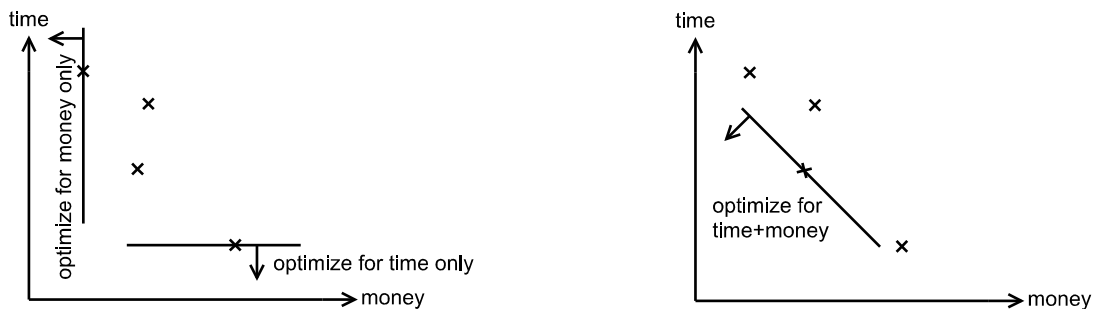 time
optimize for money only
optimize for time only
money
time
optimize for
time+money
money